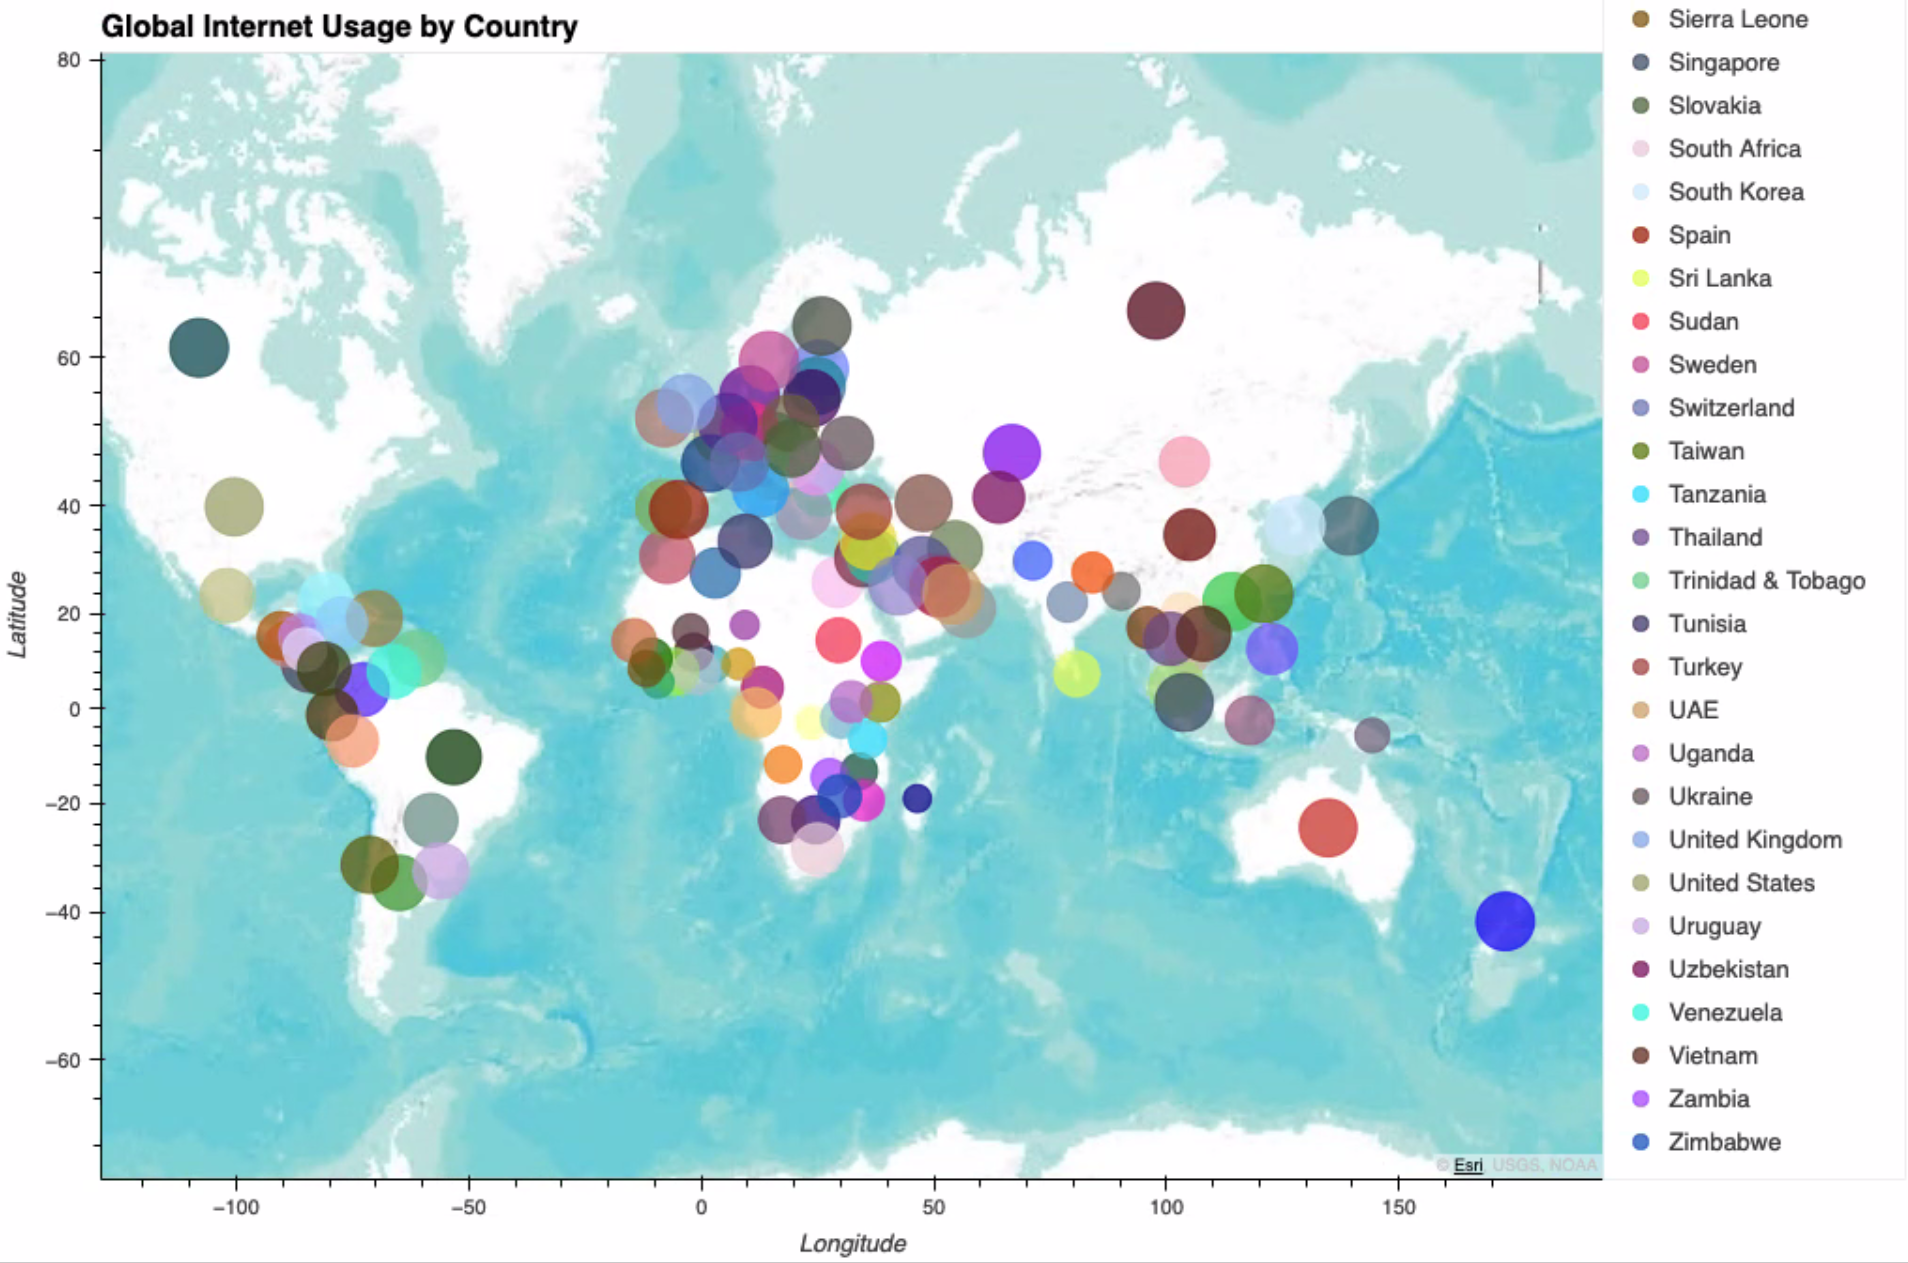 Global Internet Usage by Country
80
60
40
20
0
−20
−40
−60
Latitude
−100
−50
0
50
100
150
Longitude
© Esri, USGS, NOAA
Sierra Leone
Singapore
Slovakia
South Africa
South Korea
Spain
Sri Lanka
Sudan
Sweden
Switzerland
Taiwan
Tanzania
Thailand
Trinidad & Tobago
Tunisia
Turkey
UAE
Uganda
Ukraine
United Kingdom
United States
Uruguay
Uzbekistan
Venezuela
Vietnam
Zambia
Zimbabwe